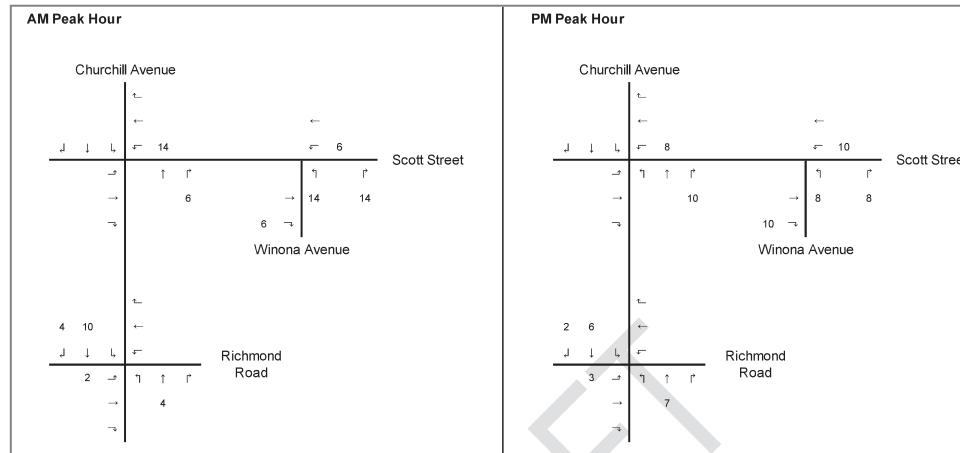 AM Peak Hour
Churchill Avenue
14
6
Scott Street
6
14
14
6
Winona Avenue
4 10
Richmond
Road
2
4
PM Peak Hour
Churchill Avenue
8
10
Scott Stree
10
8
8
10
Winona Avenue
2 6
Richmond
Road
3
7